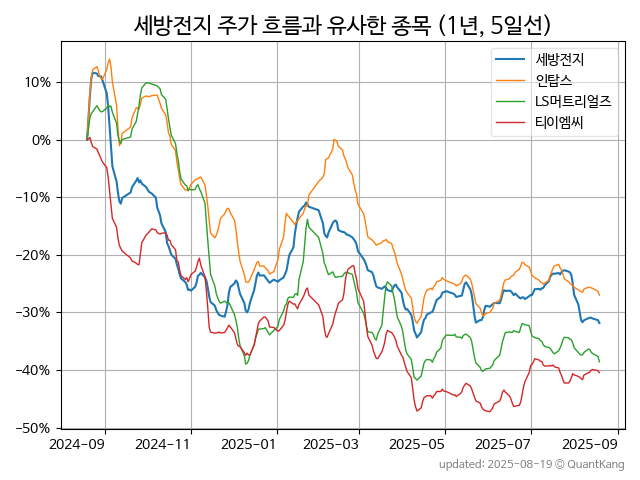 세방전지 주가 흐름과 유사한 종목 (1년, 5일선)
세방전지
인탑스
LS머트리얼즈
티이엠씨
10%
0%
−10%
−20%
−30%
−40%
−50%
2024-09 2024-11 2025-01 2025-03 2025-05 2025-07 2025-09
updated: 2025-08-19 © QuantKang